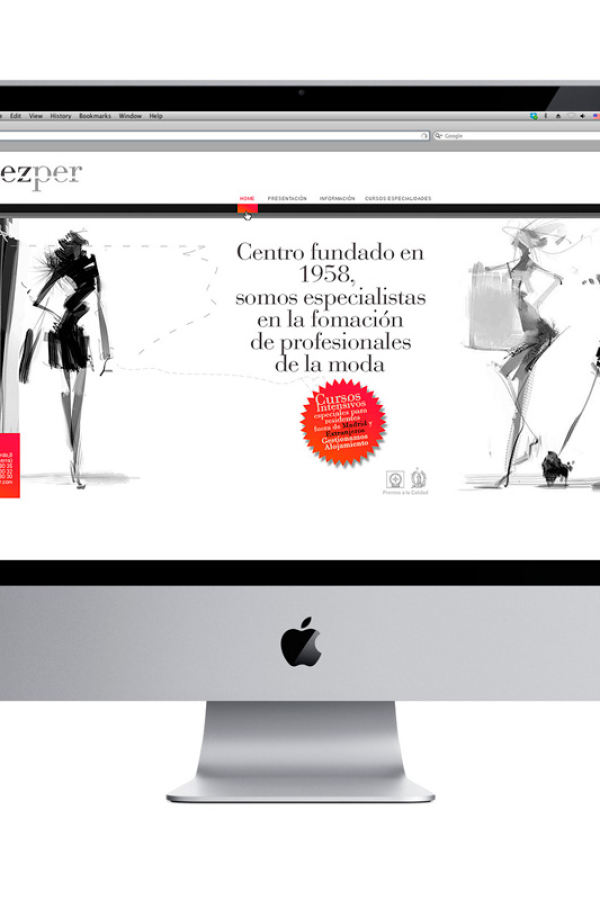 Edit View History Bookmarks Window Help
Google
ezper
HOME PRESENTACIÓN INFORMACIÓN CURSOS ESPECIALIDADES
Centro fundado en
1958,
somos especialistas
en la fomación
de profesionales
de la moda
Cursos
Intensivos
especiales para
residentes
fuera de Madrid y
Extranjeros
Gestionamos
Alojamiento
Premios a la Calidad